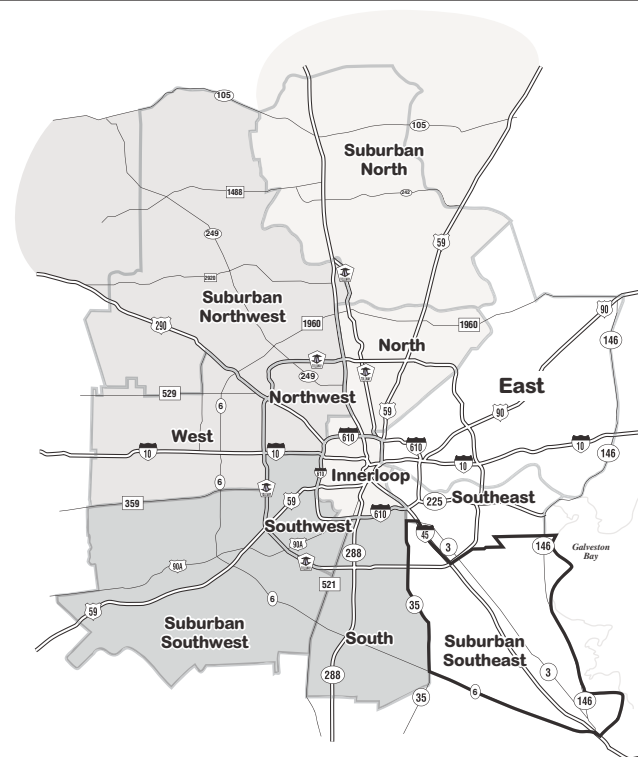 105
105
Suburban
North
1488
242
249
59
2920
Suburban
Northwest
90
290
1960
1960
146
North
East
249
529
Northwest
6
59
90
West
610
610
10
10
10
10
146
610
Innerloop
6
359
59
225
Southeast
Southwest
610
45
90A
288
3
146
Galveston
Bay
90A
521
6
35
59
Suburban
Southwest
South
Suburban
Southeast
288
3
35
6
146